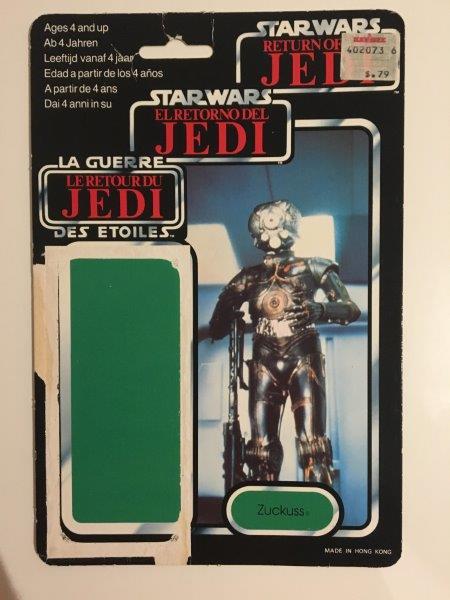 Ages 4 and up
Ab 4 Jahren
Leeftijd vanaf 4 jaar
Edad a partir de los 4 años
A partir de 4 ans
Dai 4 anni in su
STAR WARS
RETURN OF
JEDI
KAY-BEE
402073 6
$.79
STAR WARS
EL RETORNO DEL
JEDI
LA GUERRE
LE RETOUR DU
JEDI
DES ETOILES
Zuckuss
MADE IN HONG KONG